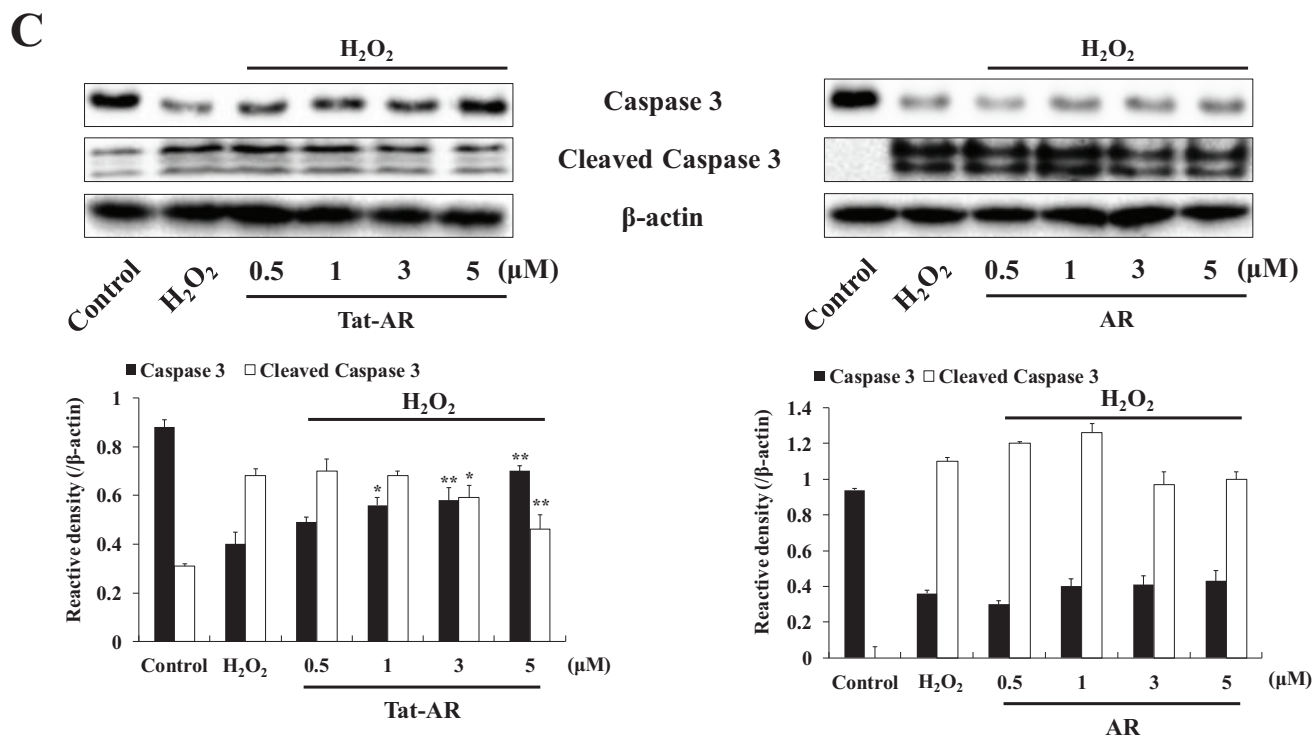 C
H₂O₂
H₂O₂
Caspase 3
Cleaved Caspase 3
β-actin
Control
H₂O₂
0.5 1 3 5 (μM)
Tat-AR
Control
H₂O₂
0.5 1 3 5 (μM)
AR
Caspase 3 Cleaved Caspase 3
H₂O₂
Reactive density (/β-actin)
1
0.8
0.6
0.4
0.2
0
* ** * ** **
Control H₂O₂ 0.5 1 3 5 (μM)
Tat-AR
Caspase 3 Cleaved Caspase 3
H₂O₂
Reactive density (/β-actin)
1.4
1.2
1
0.8
0.6
0.4
0.2
0
Control H₂O₂ 0.5 1 3 5 (μM)
AR